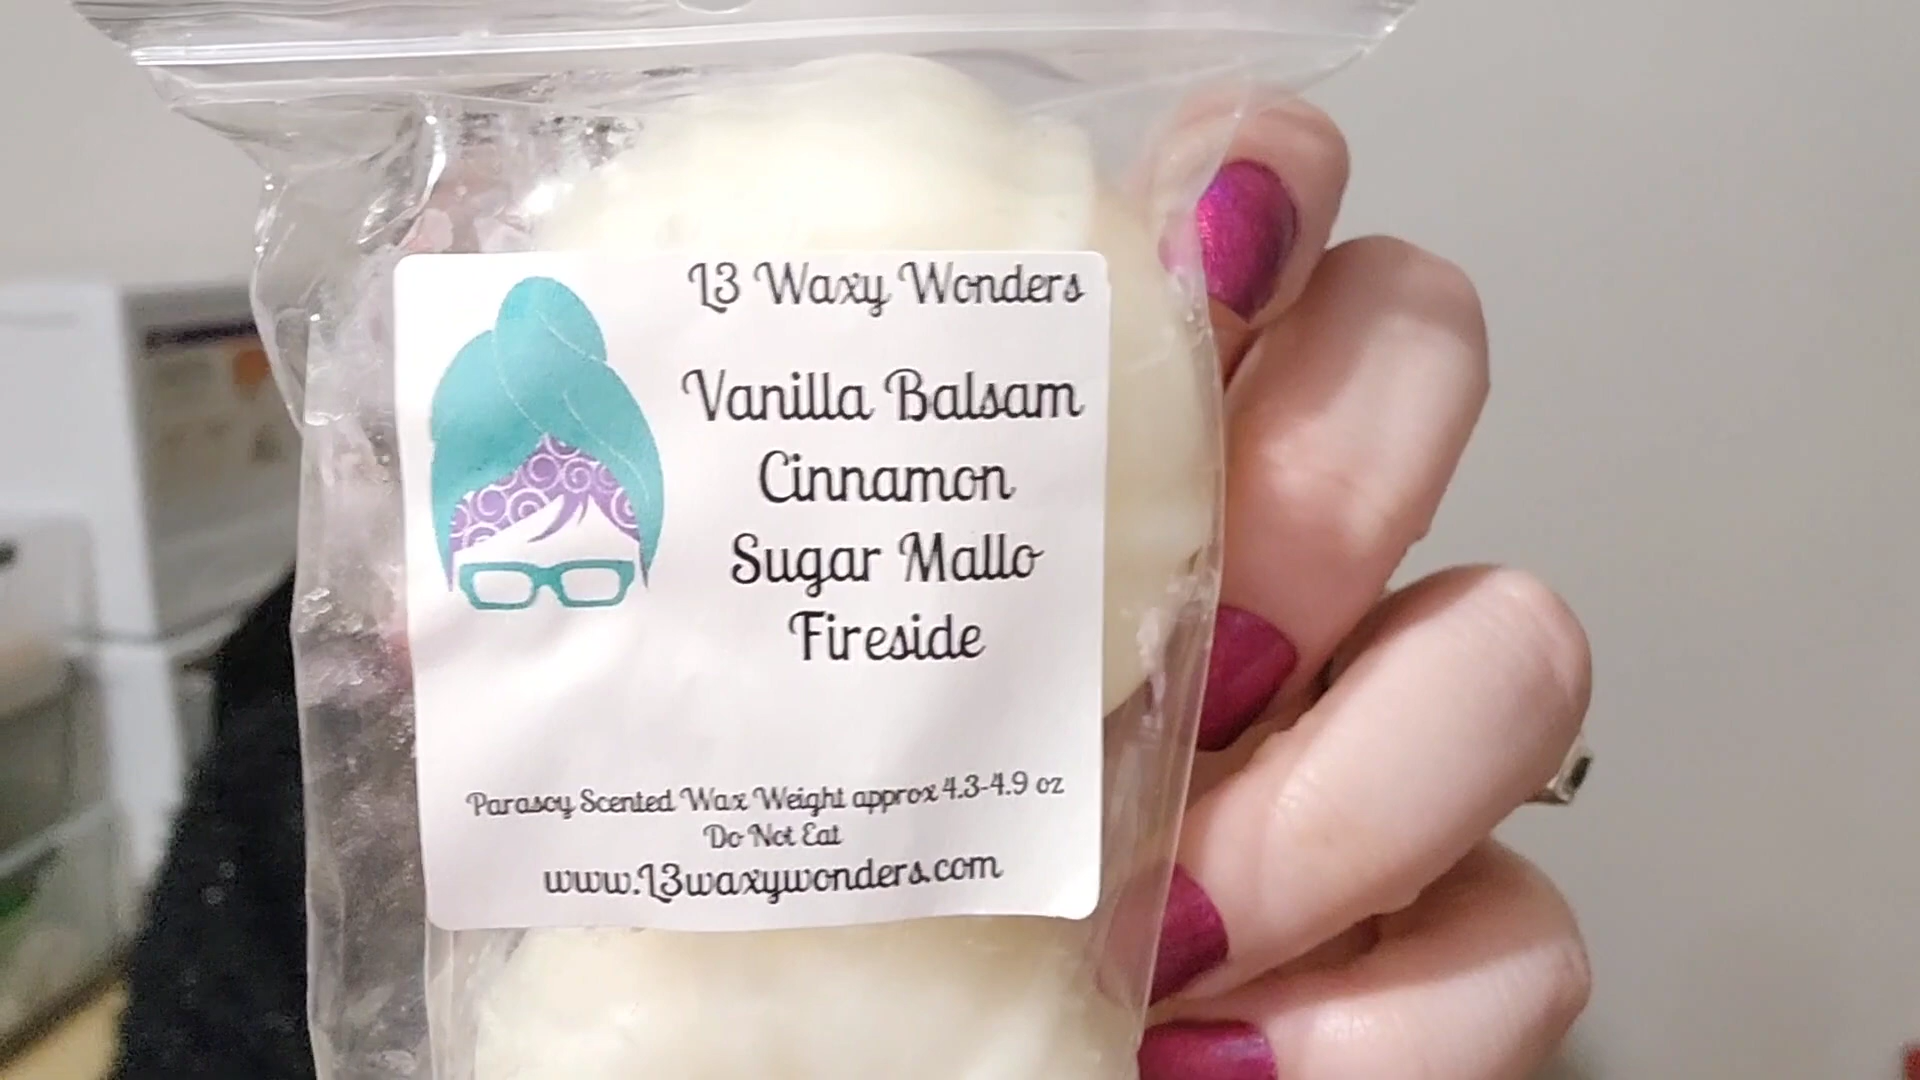 L3 Waxy Wonders
Vanilla Balsam
Cinnamon
Sugar Mallo
Fireside
Parasoy Scented Wax Weight approx 4.3-4.9 oz
Do Not Eat
www.L3waxywonders.com